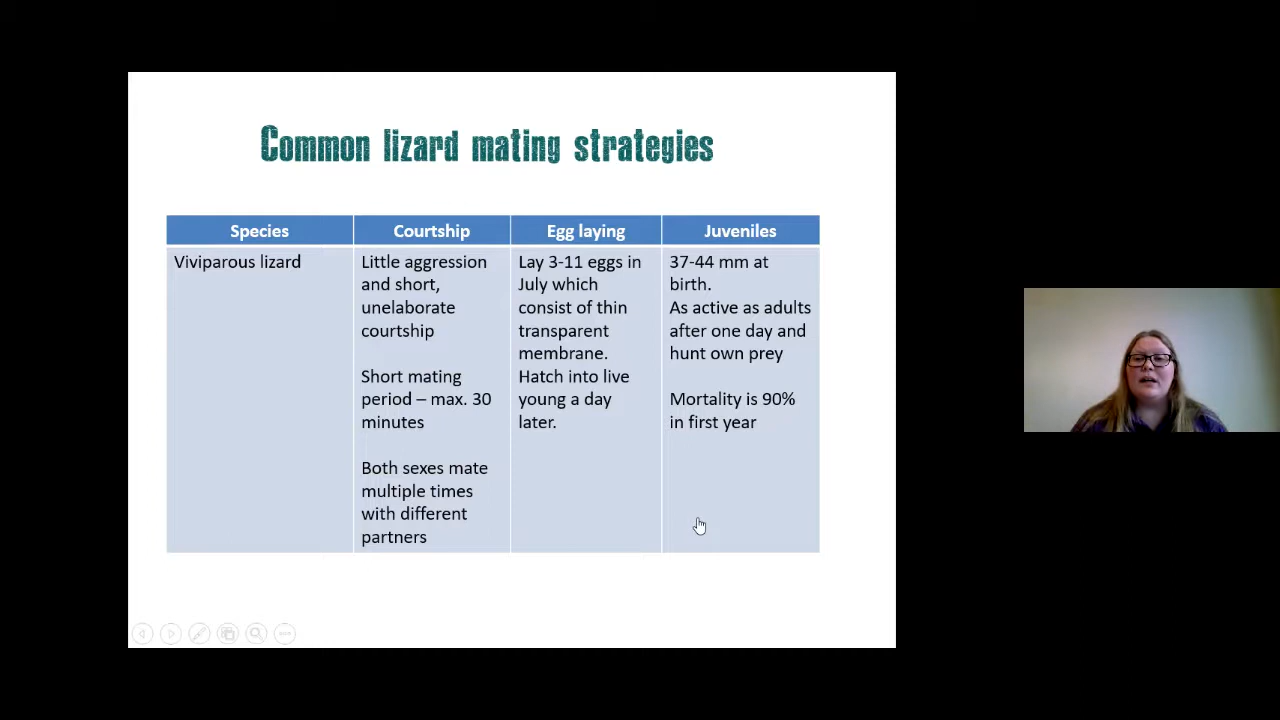 Common lizard mating strategies
Species
Courtship
Egg laying
Juveniles
Viviparous lizard
Little aggression
and short,
unelaborate
courtship
Short mating
period – max. 30
minutes
Both sexes mate
multiple times
with different
partners
Lay 3-11 eggs in
July which
consist of thin
transparent
membrane.
Hatch into live
young a day
later.
37-44 mm at
birth.
As active as adults
after one day and
hunt own prey
Mortality is 90%
in first year